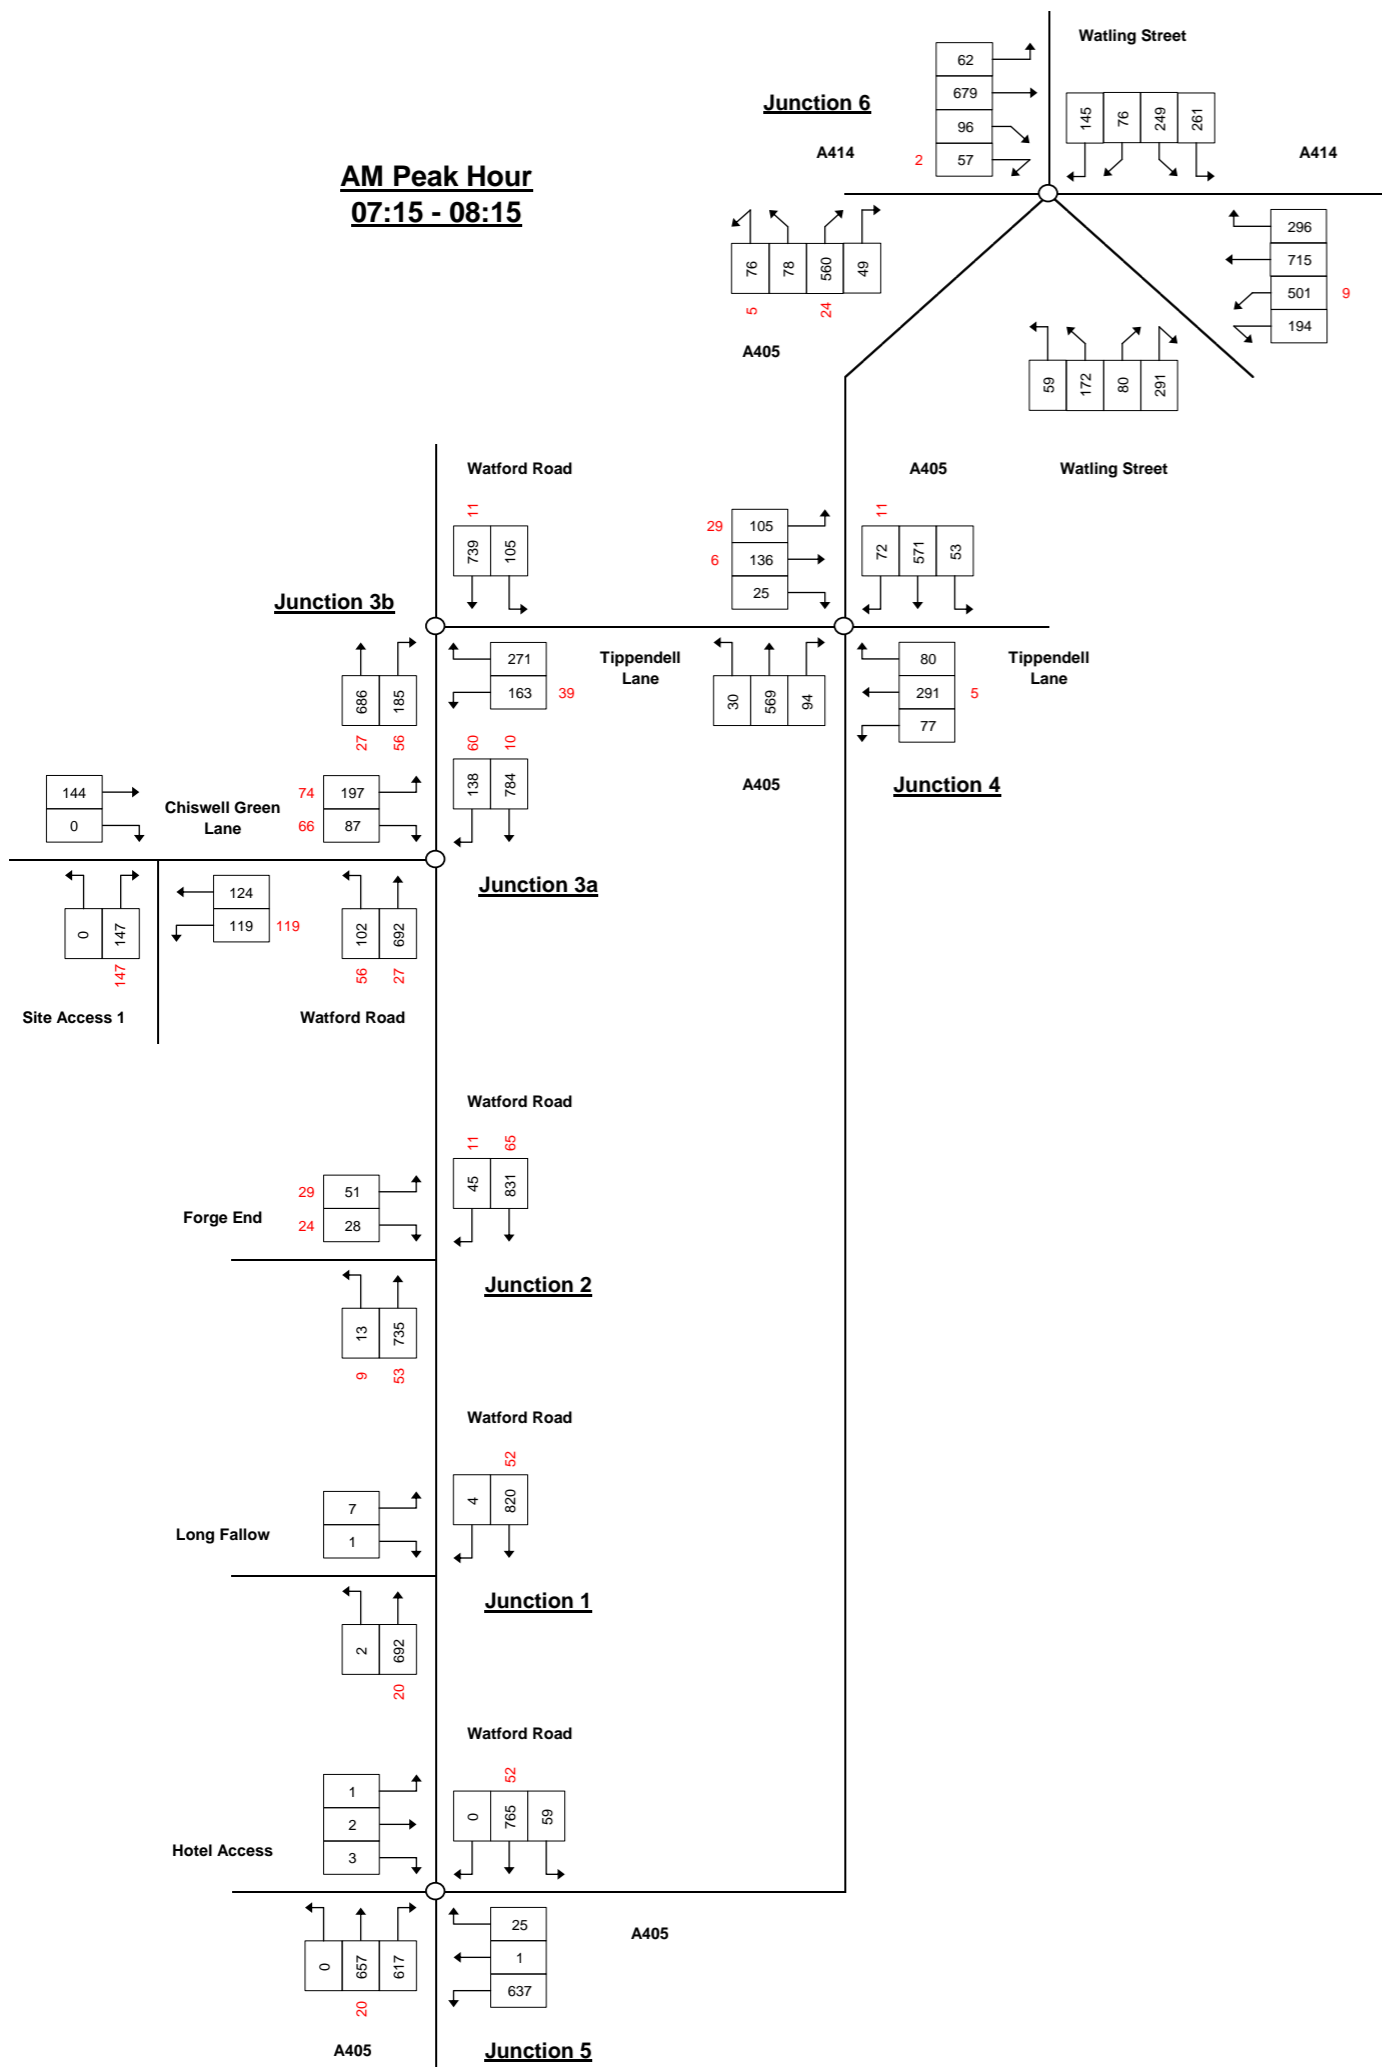 Watling Street
62
679
96
2 57
145 76 249 261
Junction 6
A414
A414
AM Peak Hour
07:15 - 08:15
76 78 560 49
5 24
A405
296
715
501 9
194
59 172 80 291
Watford Road
A405
Watling Street
11
739 105
29 105
6 136
25
11
72 571 53
Junction 3b
686 185
27 56
271
163 39
Tippendell
Lane
30 569 94
80
291 5
77
Tippendell
Lane
A405
Junction 4
60 10
138 784
144
0
Chiswell Green
Lane
74 197
66 87
Junction 3a
0 147
147
124
119 119
102 692
56 27
Site Access 1
Watford Road
Watford Road
11 65
45 831
29 51
24 28
Forge End
Junction 2
13 735
9 53
Watford Road
52
4 820
7
1
Long Fallow
Junction 1
2 692
20
Watford Road
52
0 765 59
1
2
3
Hotel Access
0 657 617
20
25
1
637
A405
A405
Junction 5